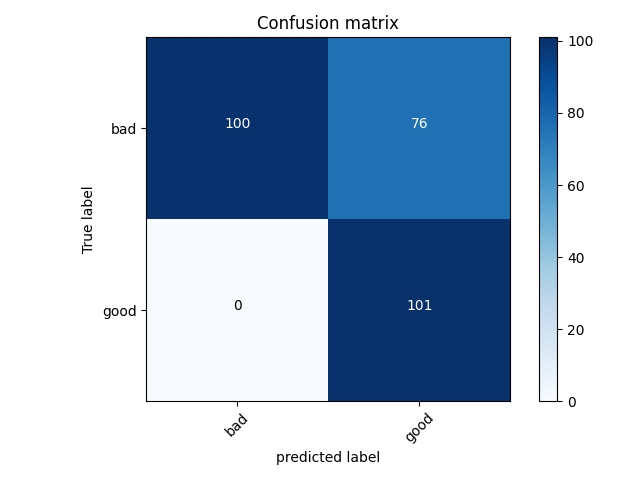 Confusion matrix
True label
bad
good
100
76
0
101
bad
good
predicted label
100
80
60
40
20
0